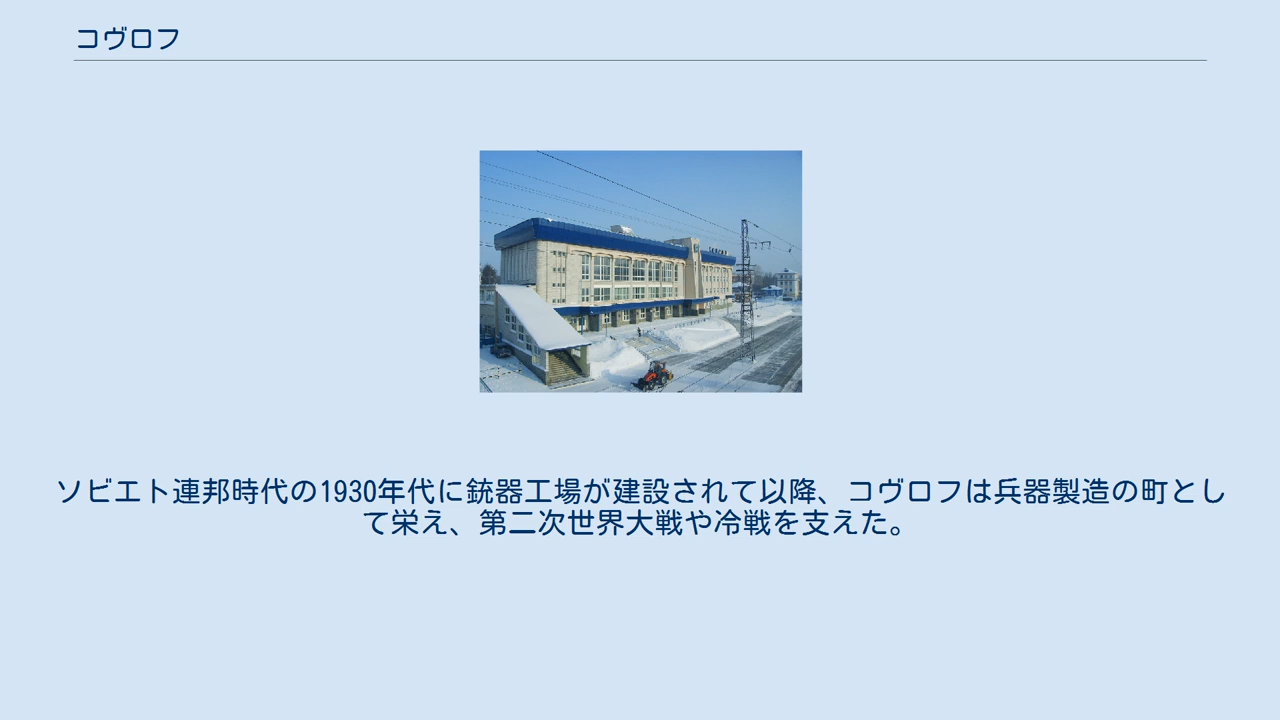 コヴロフ
ソビエト連邦時代の1930年代に銃器工場が建設されて以降、コヴロフは兵器製造の町とし
て栄え、第二次世界大戦や冷戦を支えた。